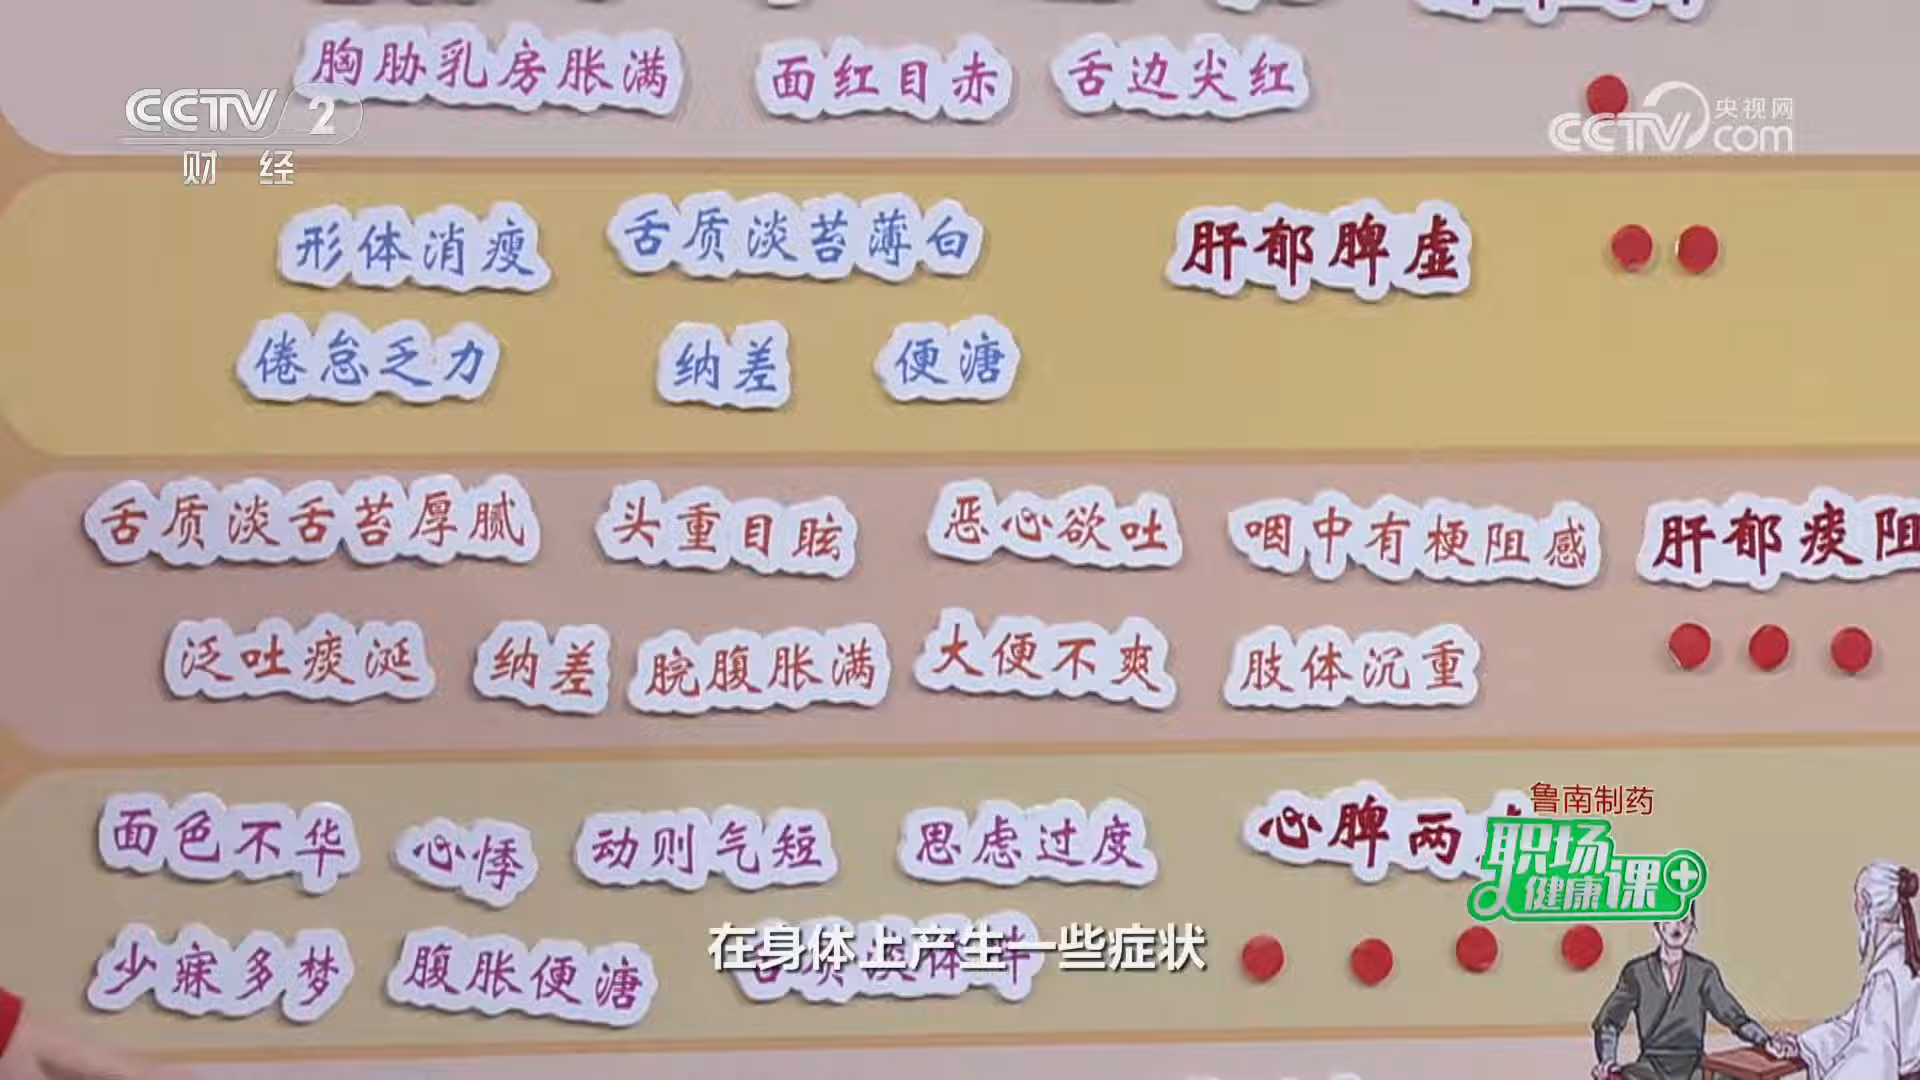 胸胁乳房胀满 面红目赤 舌边尖红
CCTV 2
财经
央视网
CCTV com
形体消瘦 舌质淡苔薄白 肝郁脾虚
倦怠乏力 纳差 便溏
舌质淡舌苔厚腻 头重目眩 恶心欲吐 咽中有梗阻感 肝郁痰阻
泛吐痰涎 纳差 脘腹胀满 大便不爽 肢体沉重
面色不华 心悸 动则气短 思虑过度 心脾两
鲁南制药
职场健康课
少寐多梦 腹胀便溏 舌质淡体胖
在身体上产生一些症状